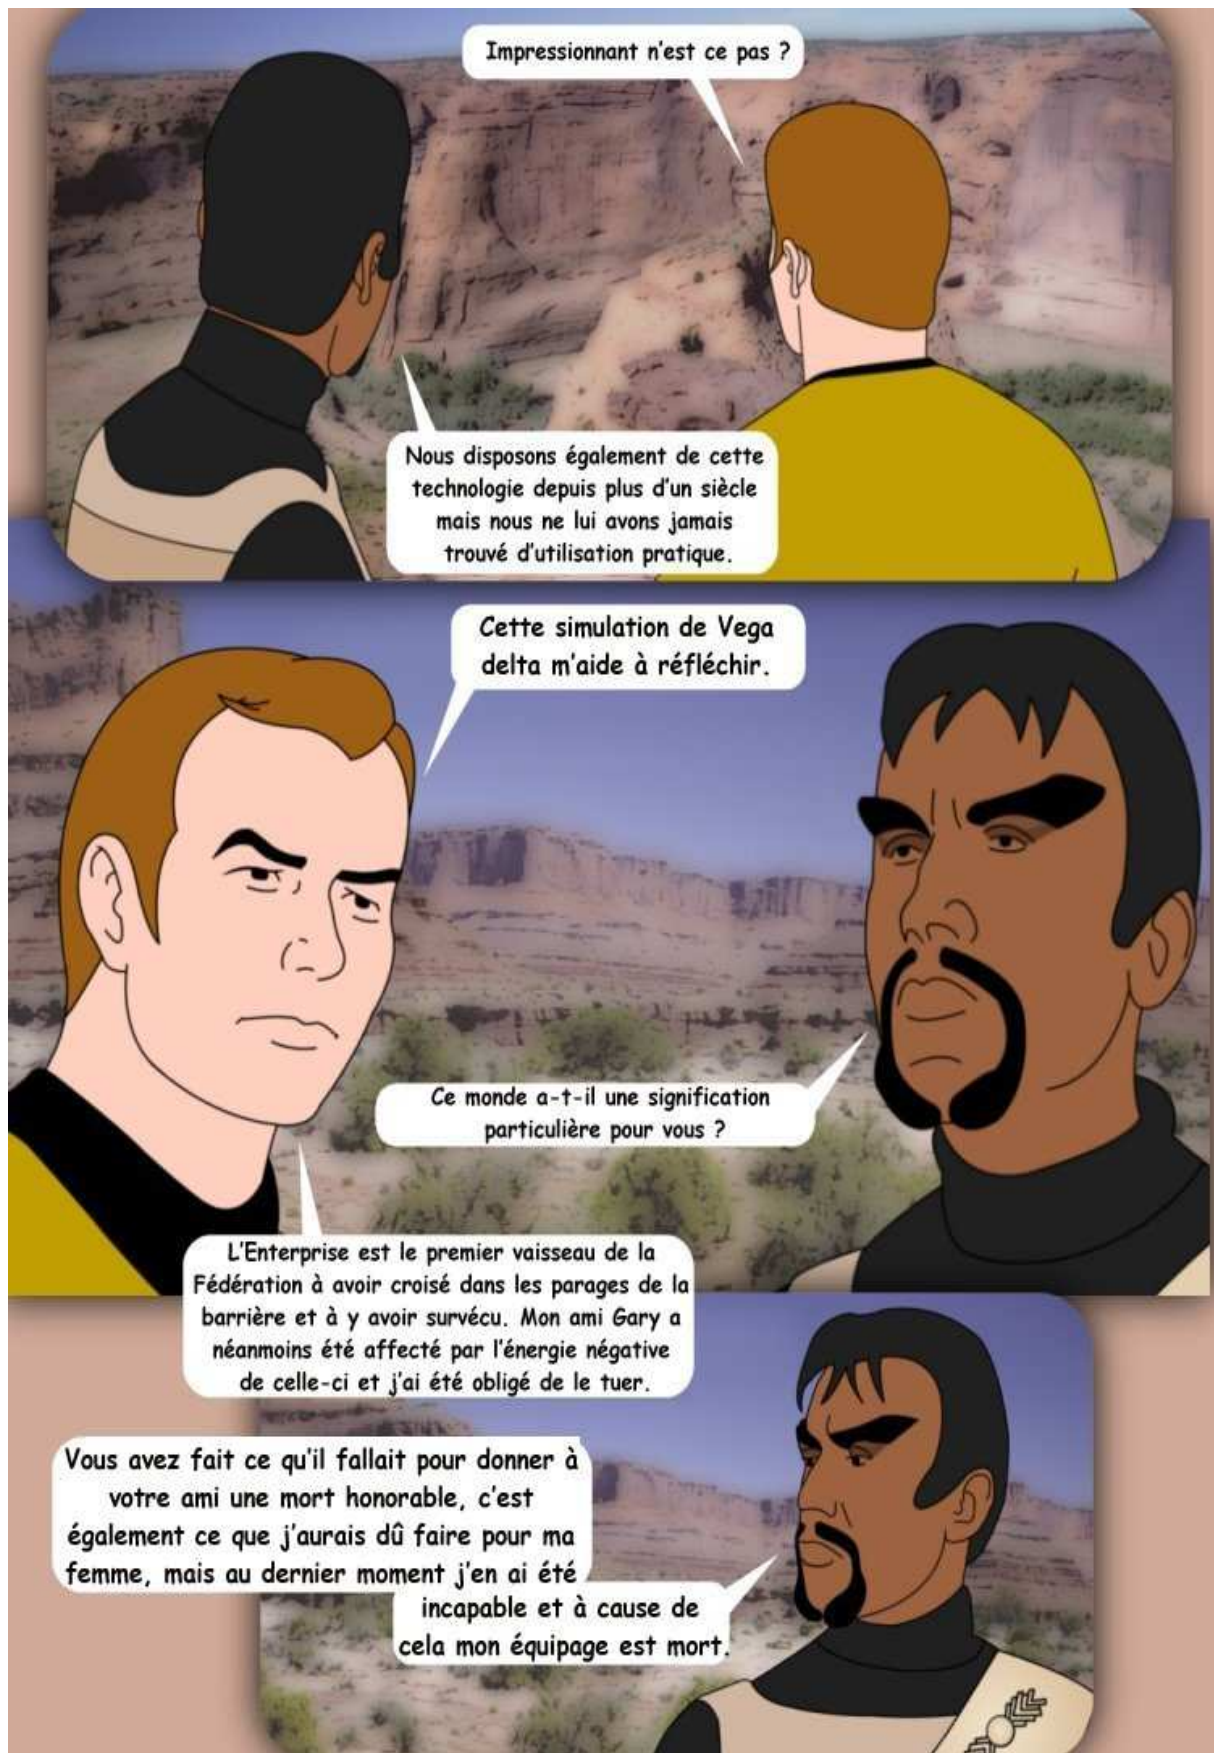 Impressionnant n'est ce pas ?
Nous disposons également de cette
technologie depuis plus d'un siècle
mais nous ne lui avons jamais
trouvé d'utilisation pratique.
Cette simulation de Vega
delta m'aide à réfléchir.
Ce monde a-t-il une signification
particulière pour vous ?
L'Enterprise est le premier vaisseau de la
Fédération à avoir croisé dans les parages de la
barrière et à y avoir survécu. Mon ami Gary a
néanmoins été affecté par l'énergie négative
de celle-ci et j'ai été obligé de le tuer.
Vous avez fait ce qu'il fallait pour donner à
votre ami une mort honorable, c'est
également ce que j'aurais dû faire pour ma
femme, mais au dernier moment j'en ai été
incapable et à cause de
cela mon équipage est mort.